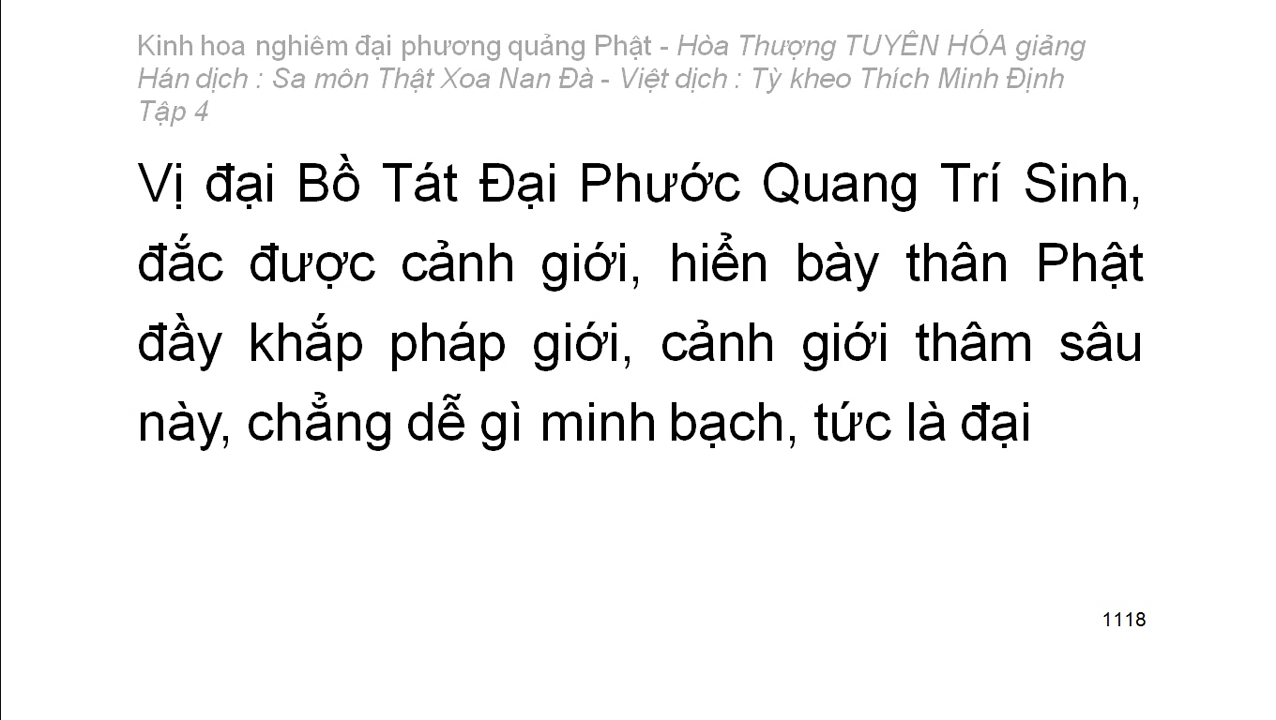 Kinh hoa nghiêm đại phương quảng Phật - Hòa Thượng TUYÊN HÓA giảng
Hán dịch : Sa môn Thật Xoa Nan Đà - Việt dịch : Tỳ kheo Thích Minh Định
Tập 4
Vị đại Bồ Tát Đại Phước Quang Trí Sinh,
đắc được cảnh giới, hiển bày thân Phật
đầy khắp pháp giới, cảnh giới thâm sâu
này, chẳng dễ gì minh bạch, tức là đại
1118